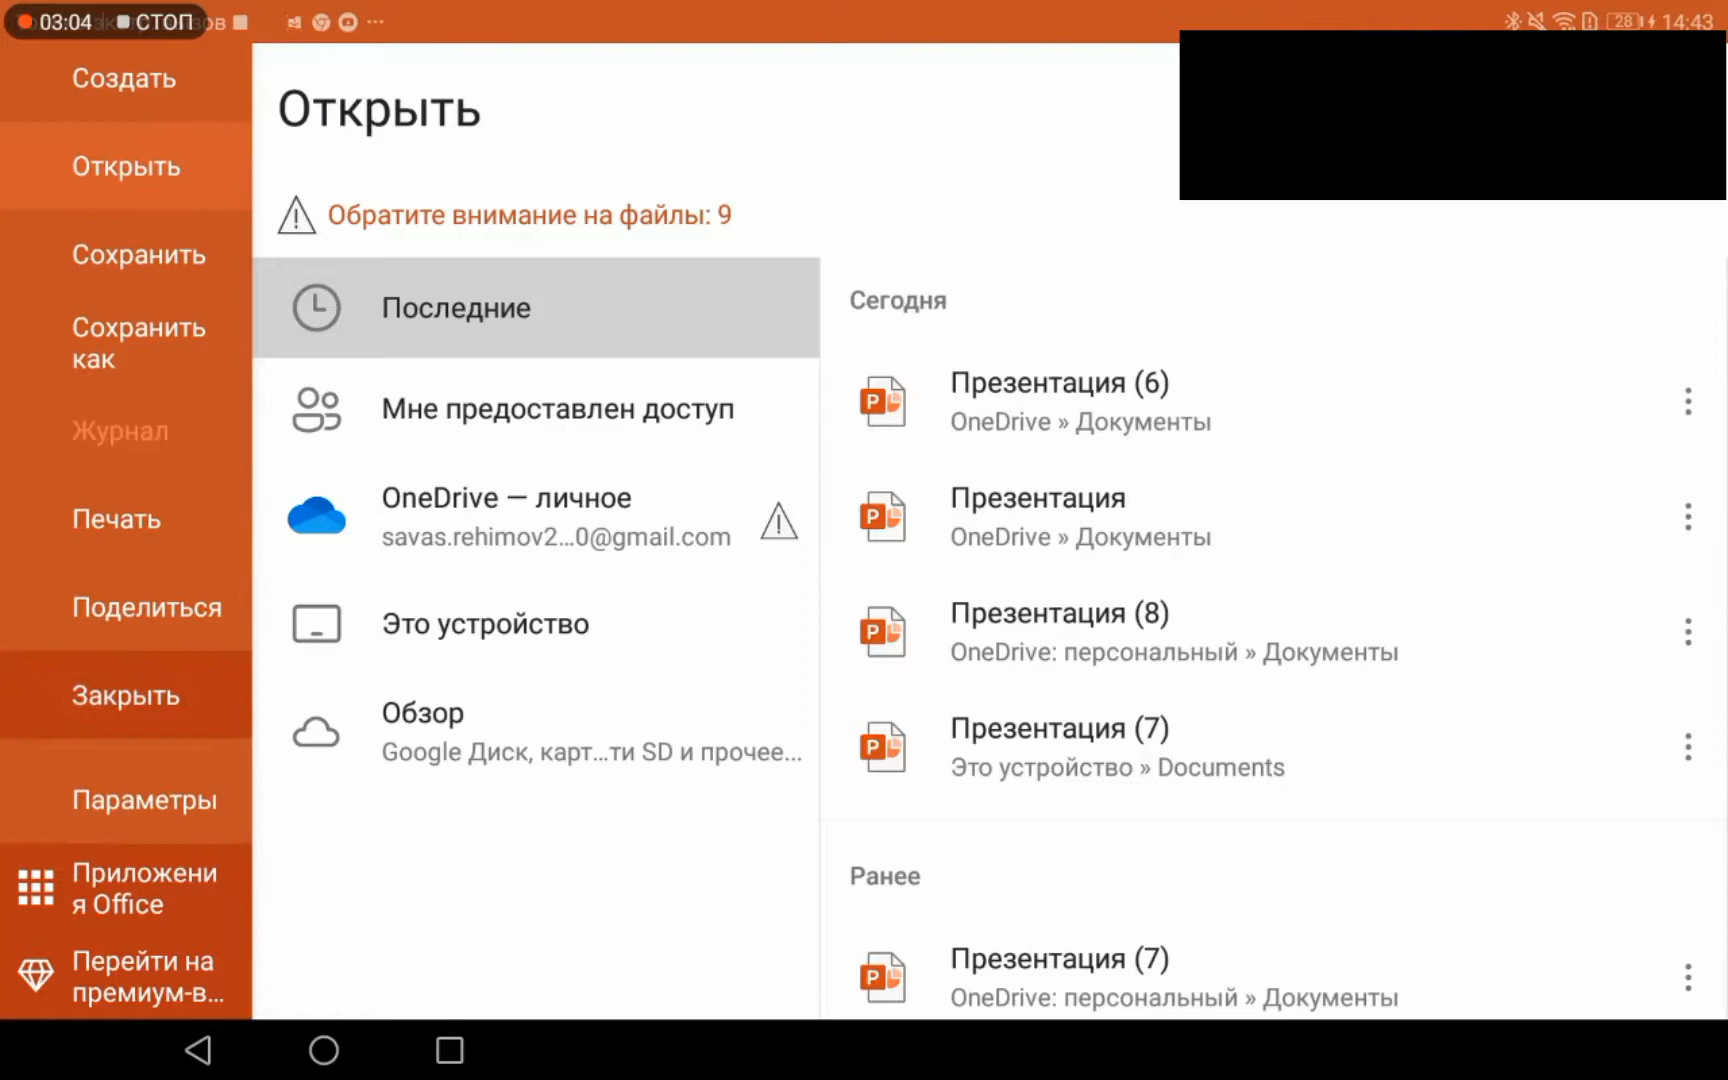 03:04 СТОП
28 14:43
Создать
Открыть
Сохранить
Сохранить
как
Журнал
Печать
Поделиться
Закрыть
Параметры
Приложени
я Office
Перейти на
премиум-в...
Открыть
Обратите внимание на файлы: 9
Последние
Мне предоставлен доступ
OneDrive — личное
savas.rehimov2...0@gmail.com
Это устройство
Обзор
Google Диск, карт...ти SD и прочее...
Сегодня
Презентация (6)
OneDrive » Документы
Презентация
OneDrive » Документы
Презентация (8)
OneDrive: персональный » Документы
Презентация (7)
Это устройство » Documents
Ранее
Презентация (7)
OneDrive: персональный » Документы